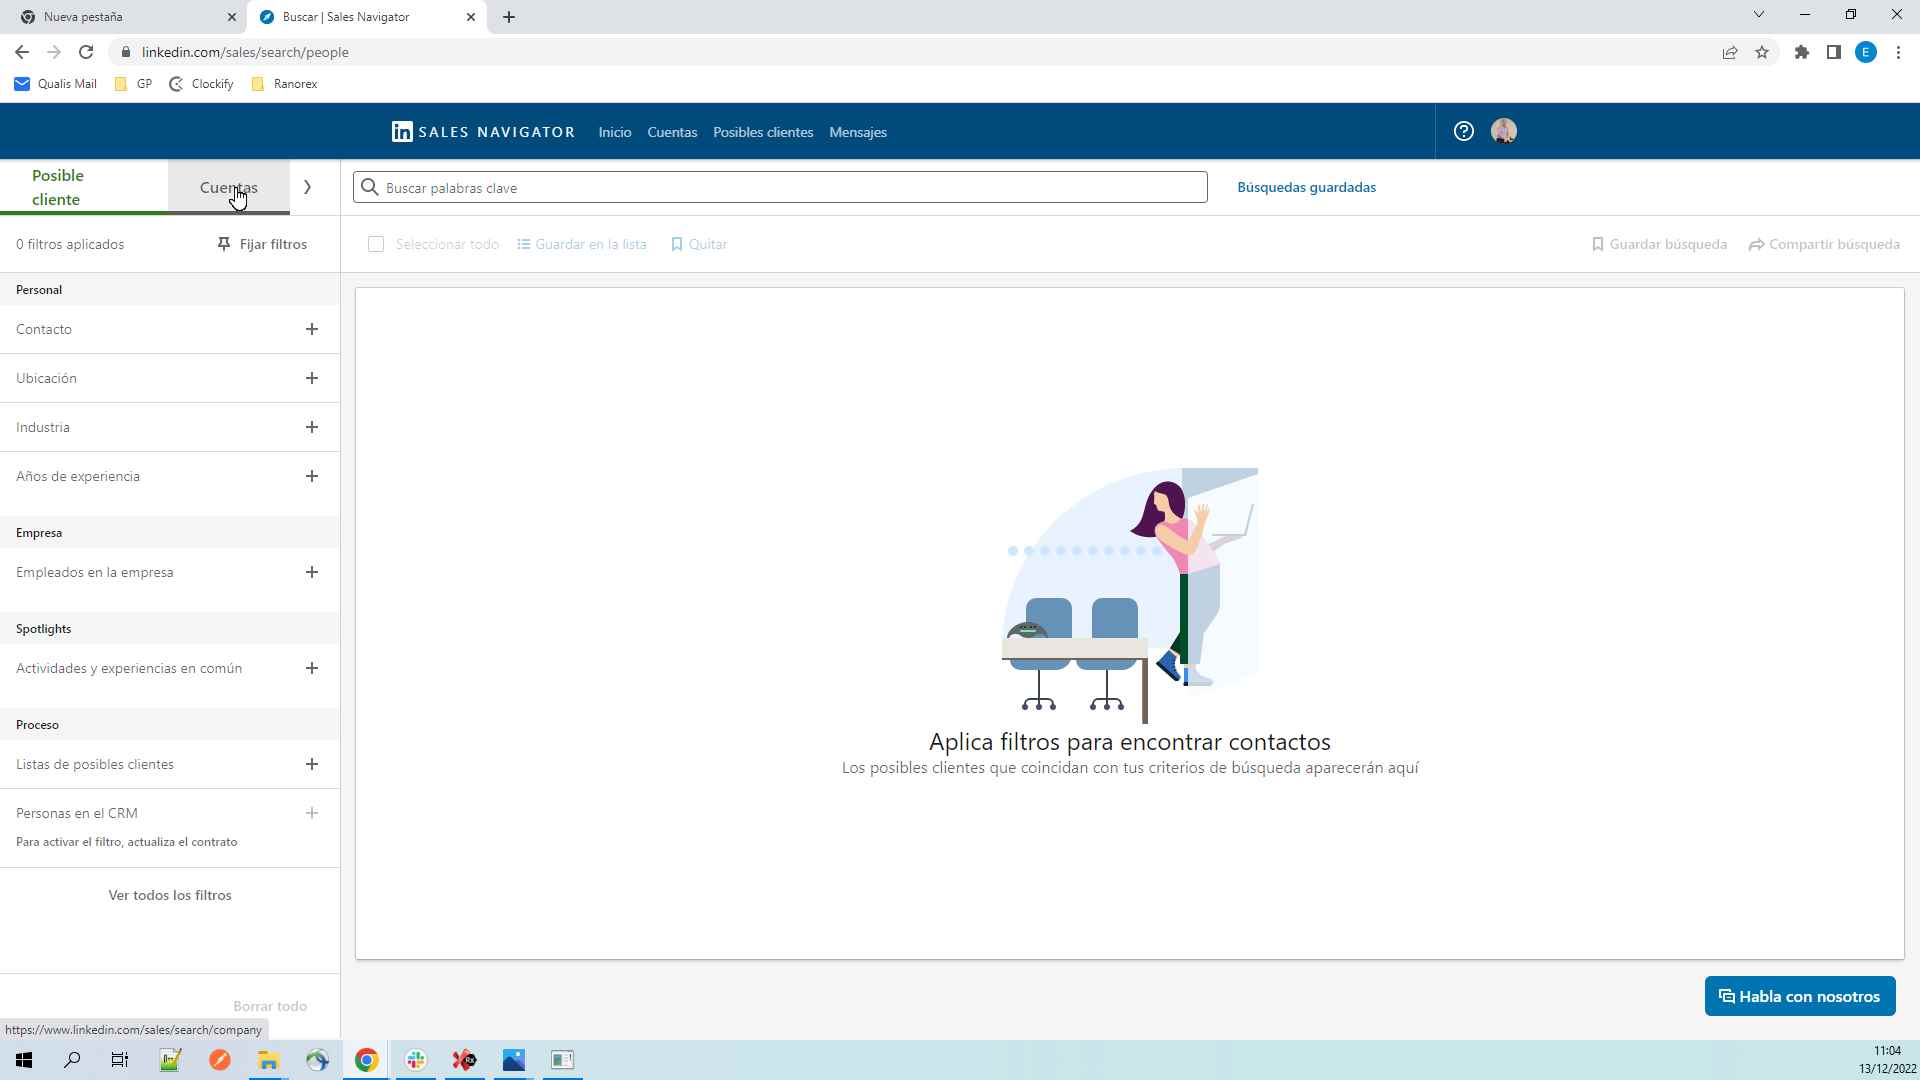 Nueva pestaña
Buscar | Sales Navigator
linkedin.com/sales/search/people
E
Qualis Mail
GP
Clockify
Ranorex
in SALES NAVIGATOR
Inicio
Cuentas
Posibles clientes
Mensajes
Posible
cliente
Cuentas
Buscar palabras clave
Búsquedas guardadas
0 filtros aplicados
Fijar filtros
Seleccionar todo
Guardar en la lista
Quitar
Guardar búsqueda
Compartir búsqueda
Personal
Contacto
Ubicación
Industria
Años de experiencia
Empresa
Empleados en la empresa
Spotlights
Actividades y experiencias en común
Proceso
Listas de posibles clientes
Personas en el CRM
Para activar el filtro, actualiza el contrato
Ver todos los filtros
Aplica filtros para encontrar contactos
Los posibles clientes que coincidan con tus criterios de búsqueda aparecerán aquí
Borrar todo
Habla con nosotros
https://www.linkedin.com/sales/search/company
11:04
13/12/2022